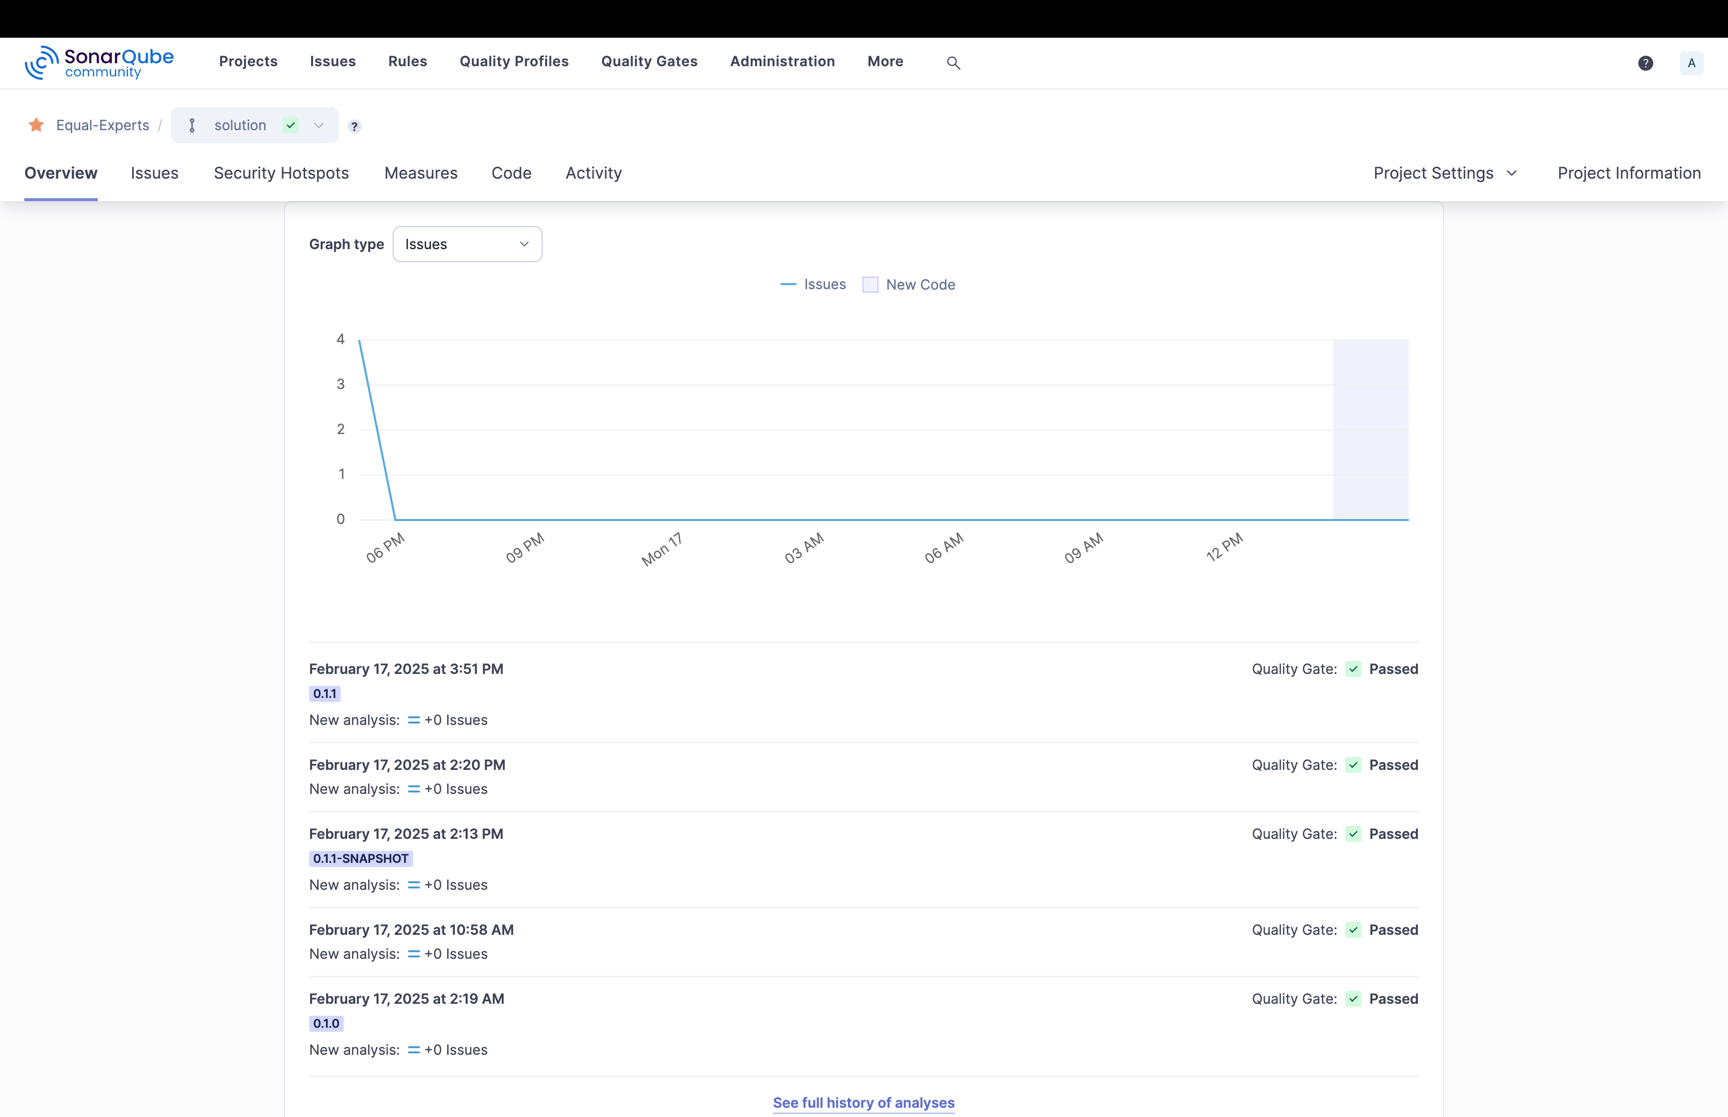 SonarQube
community
Projects Issues Rules Quality Profiles Quality Gates Administration More
? A
Equal-Experts / solution ?
Overview Issues Security Hotspots Measures Code Activity Project Settings Project Information
Graph type Issues
Issues New Code
4
3
2
1
0
06 PM 09 PM Mon 17 03 AM 06 AM 09 AM 12 PM
February 17, 2025 at 3:51 PM Quality Gate: Passed
0.1.1
New analysis: = +0 Issues
February 17, 2025 at 2:20 PM Quality Gate: Passed
New analysis: = +0 Issues
February 17, 2025 at 2:13 PM Quality Gate: Passed
0.1.1-SNAPSHOT
New analysis: = +0 Issues
February 17, 2025 at 10:58 AM Quality Gate: Passed
New analysis: = +0 Issues
February 17, 2025 at 2:19 AM Quality Gate: Passed
0.1.0
New analysis: = +0 Issues
See full history of analyses